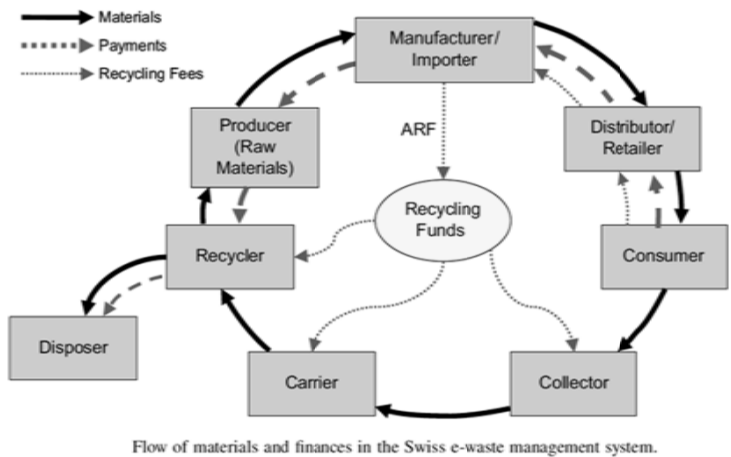 Materials
Payments
Recycling Fees
Manufacturer/
Importer
Producer
(Raw
Materials)
ARF
Distributor/
Retailer
Recycling
Funds
Recycler
Consumer
Disposer
Carrier
Collector
Flow of materials and finances in the Swiss e-waste management system.